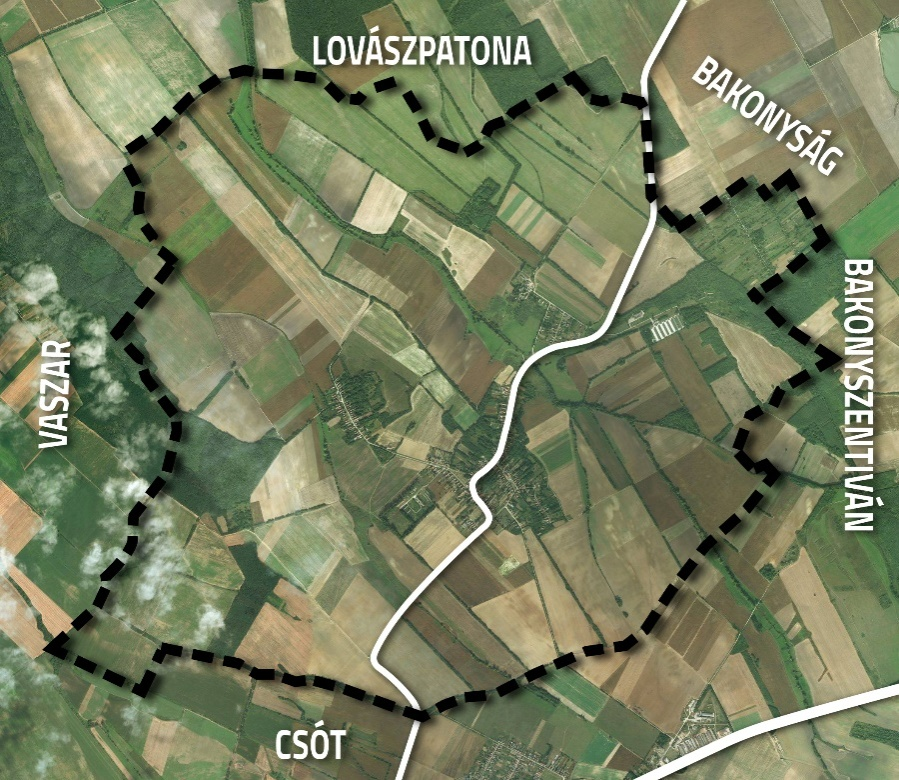 LOVÁSZPATONA
BAKONYSÁG
BAKONYSZENTIVÁN
VASZAR
CSÓT